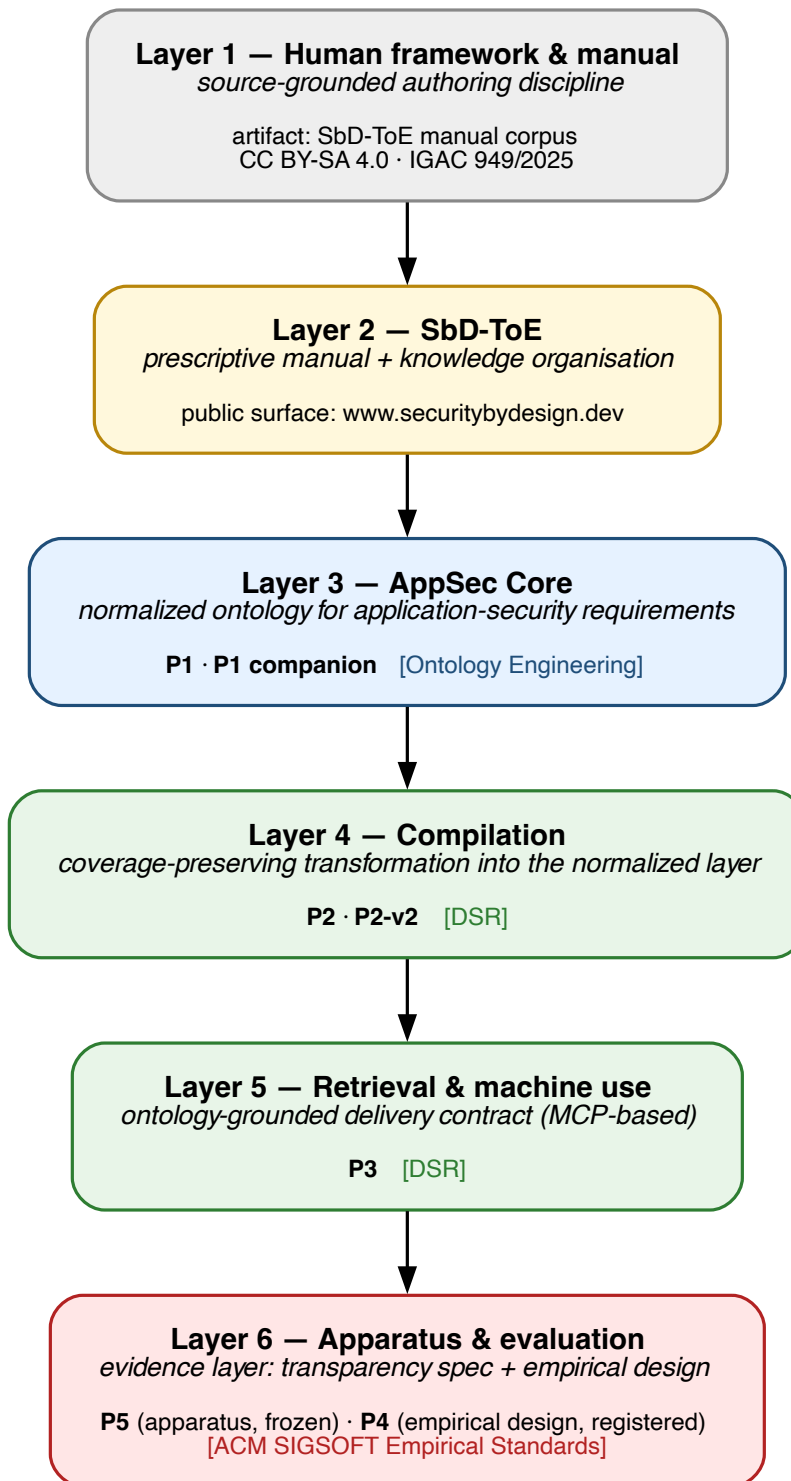 Layer 1 — Human framework & manual
source-grounded authoring discipline
artifact: SbD-ToE manual corpus
CC BY-SA 4.0 · IGAC 949/2025
Layer 2 — SbD-ToE
prescriptive manual + knowledge organisation
public surface: www.securitybydesign.dev
Layer 3 — AppSec Core
normalized ontology for application-security requirements
P1 · P1 companion [Ontology Engineering]
Layer 4 — Compilation
coverage-preserving transformation into the normalized layer
P2 · P2-v2 [DSR]
Layer 5 — Retrieval & machine use
ontology-grounded delivery contract (MCP-based)
P3 [DSR]
Layer 6 — Apparatus & evaluation
evidence layer: transparency spec + empirical design
P5 (apparatus, frozen) · P4 (empirical design, registered)
[ACM SIGSOFT Empirical Standards]